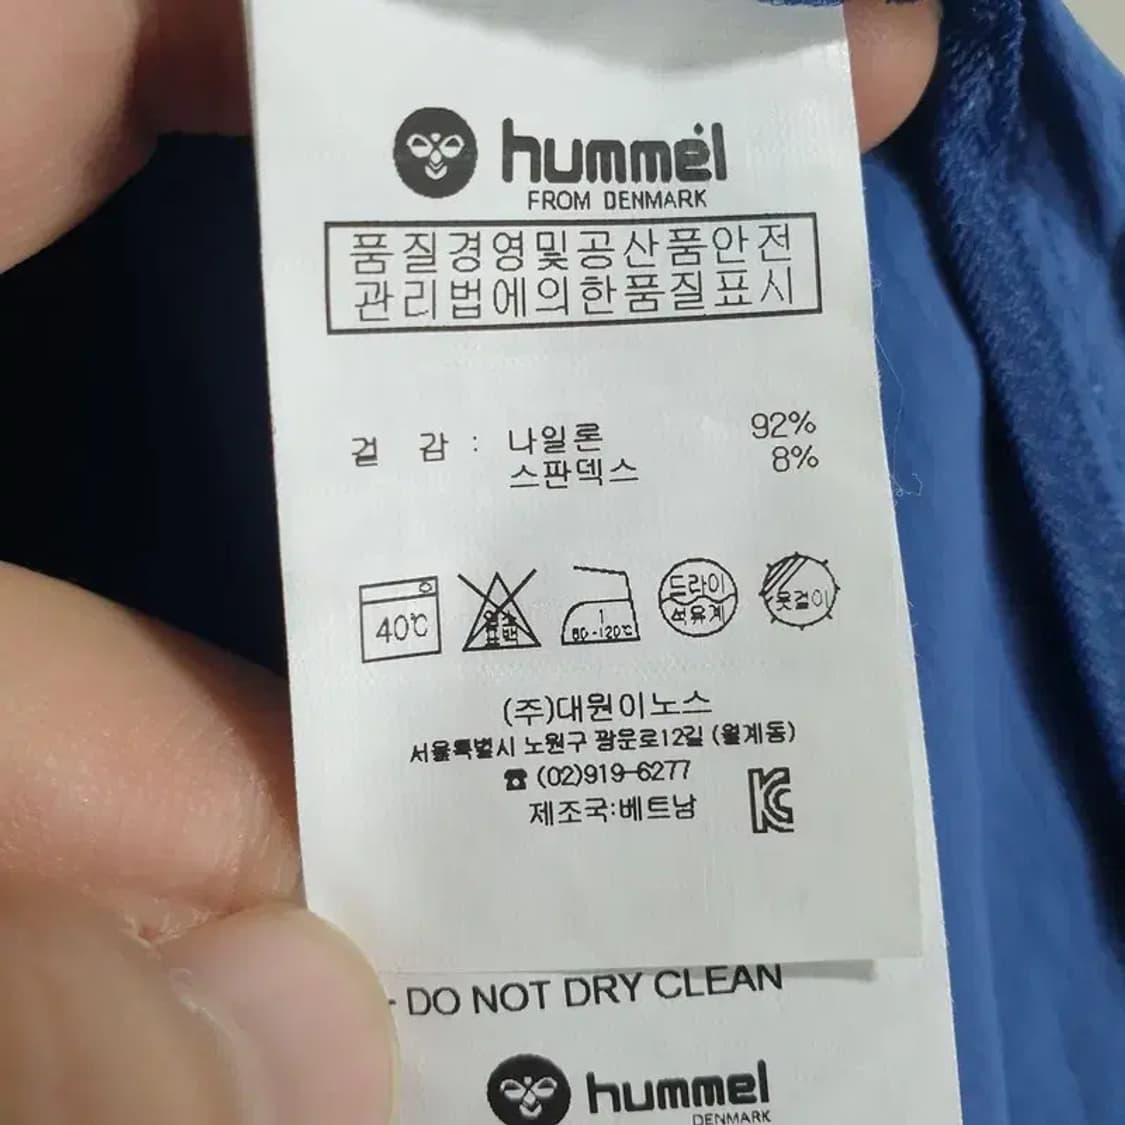 hummel
FROM DENMARK
품질경영및공산품안전
관리법에의한품질표시
겉 감 : 나일론 92%
스판덱스 8%
40℃
염소
표백
1
80-120℃
드라이
석유계
옷걸이
(주)대원이노스
서울특별시 노원구 광운로12길 (월계동)
☎ (02)919-6277
제조국:베트남
- DO NOT DRY CLEAN
hummel
DENMARK